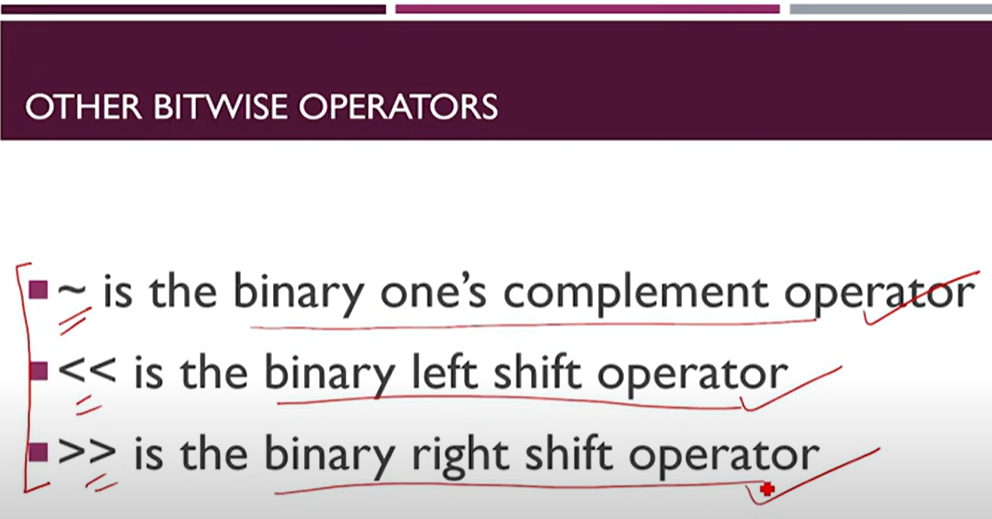 OTHER BITWISE OPERATORS
~ is the binary one's complement operator
<< is the binary left shift operator
>> is the binary right shift operator